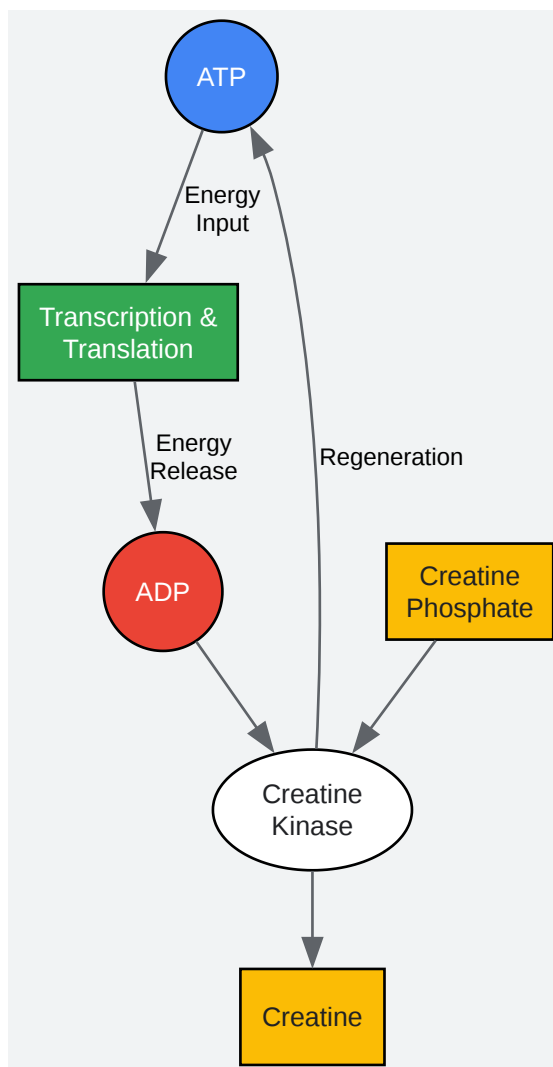 ATP
Energy
Input
Transcription &
Translation
Energy
Release
Regeneration
ADP
Creatine
Phosphate
Creatine
Kinase
Creatine